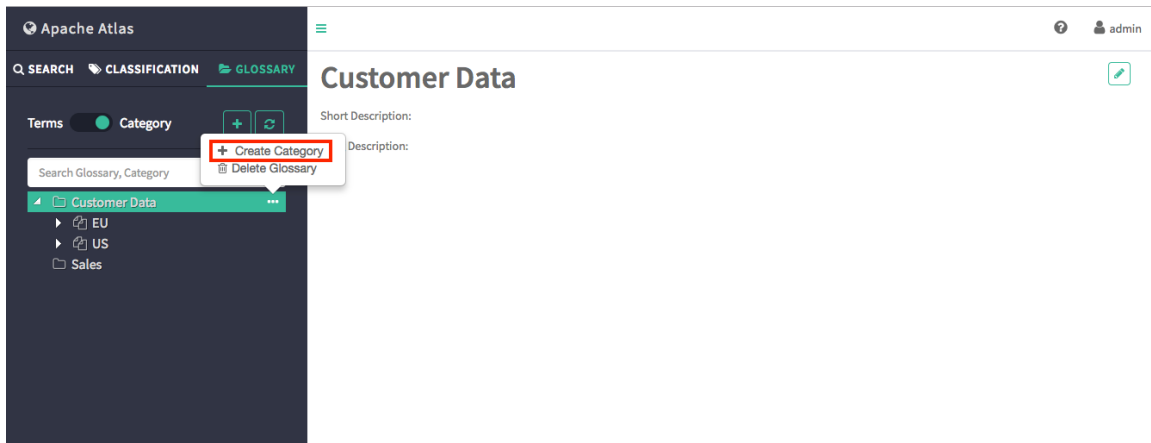 Apache Atlas
admin
SEARCH CLASSIFICATION GLOSSARY
Customer Data
Short Description:
Terms Category
Create Category
Description:
Delete Glossary
Search Glossary, Category
Customer Data
EU
US
Sales